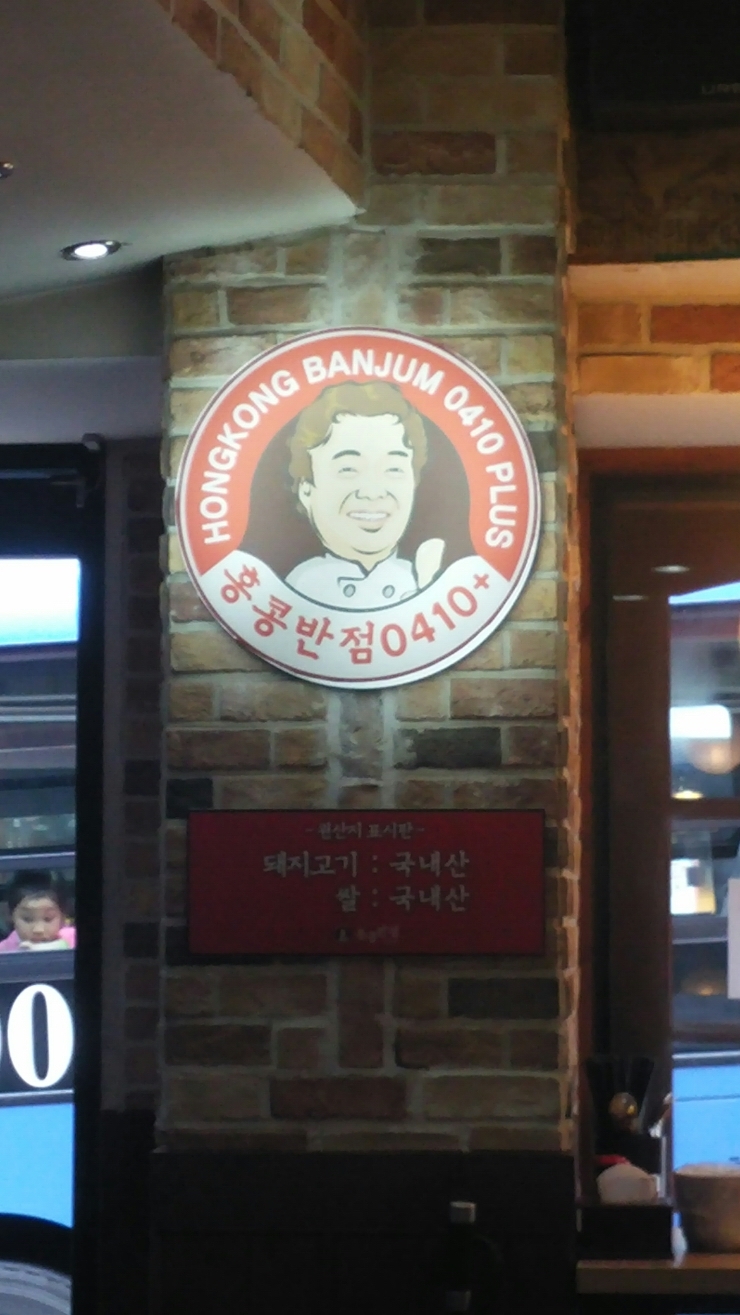 HONGKONG BANJUM 0410 PLUS
홍콩반점0410+
- 원산지 표시판 -
돼지고기 : 국내산
쌀 : 국내산